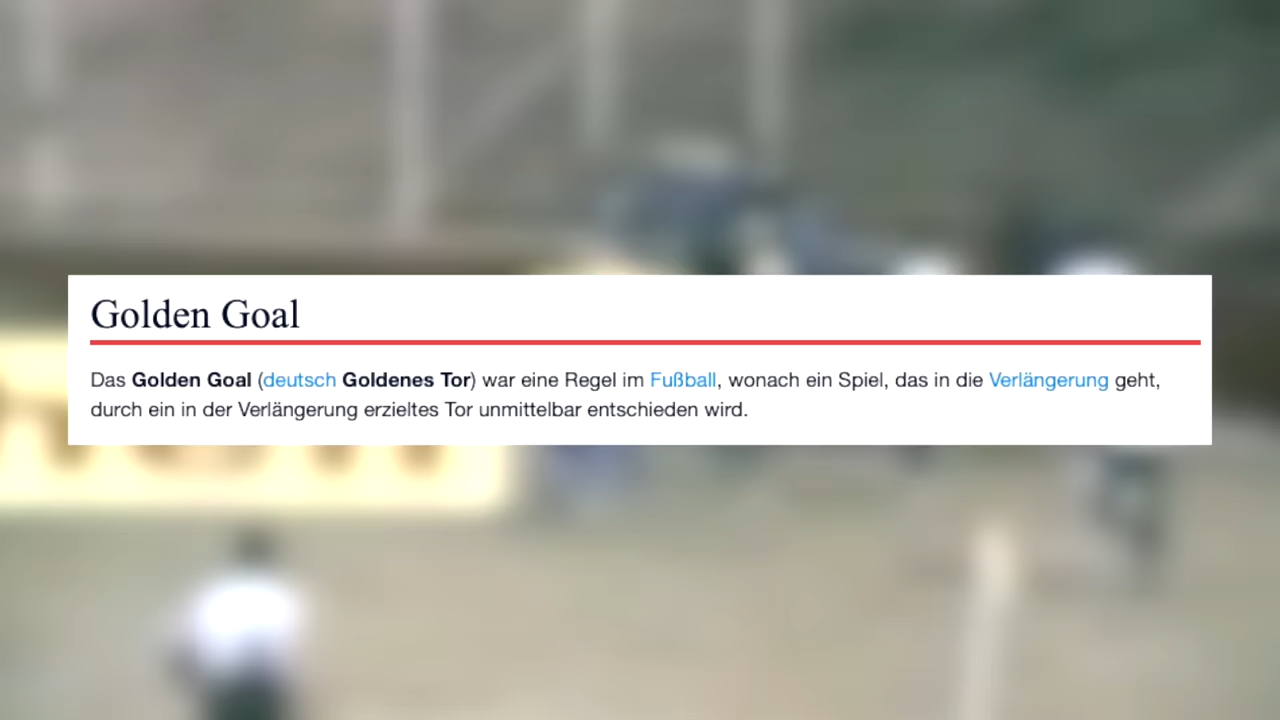 Golden Goal
Das Golden Goal (deutsch Goldenes Tor) war eine Regel im Fußball, wonach ein Spiel, das in die Verlängerung geht,
durch ein in der Verlängerung erzieltes Tor unmittelbar entschieden wird.